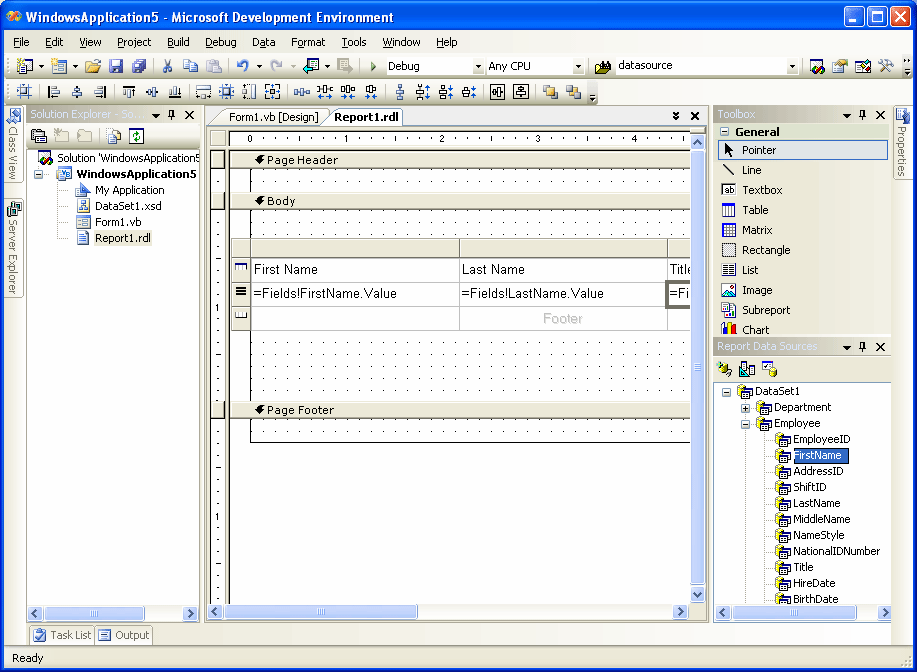 WindowsApplication5 - Microsoft Development Environment
File Edit View Project Build Debug Data Format Tools Window Help
Debug Any CPU datasource
Solution Explorer - So...
Form1.vb [Design] Report1.rdl
Toolbox
Class View
Server Explorer
Solution 'WindowsApplication5
WindowsApplication5
My Application
DataSet1.xsd
Form1.vb
Report1.rdl
0 1 2 3 4
Page Header
Body
First Name Last Name Title
=Fields!FirstName.Value =Fields!LastName.Value =Fi
Footer
1
Page Footer
1
General
Pointer
Line
Textbox
Table
Matrix
Rectangle
List
Image
Subreport
Chart
Properties
Report Data Sources
DataSet1
Department
Employee
EmployeeID
FirstName
AddressID
ShiftID
LastName
MiddleName
NameStyle
NationalIDNumber
Title
HireDate
BirthDate
Task List Output
Ready